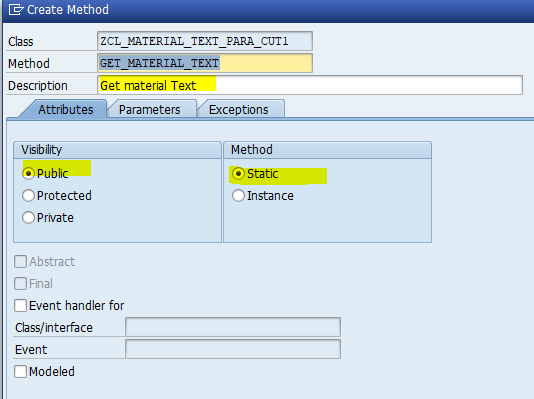 Create Method
Class ZCL_MATERIAL_TEXT_PARA_CUT1
Method GET_MATERIAL_TEXT
Description Get material Text
Attributes Parameters Exceptions
Visibility Method
Public Static
Protected Instance
Private
Abstract
Final
Event handler for
Class/interface
Event
Modeled